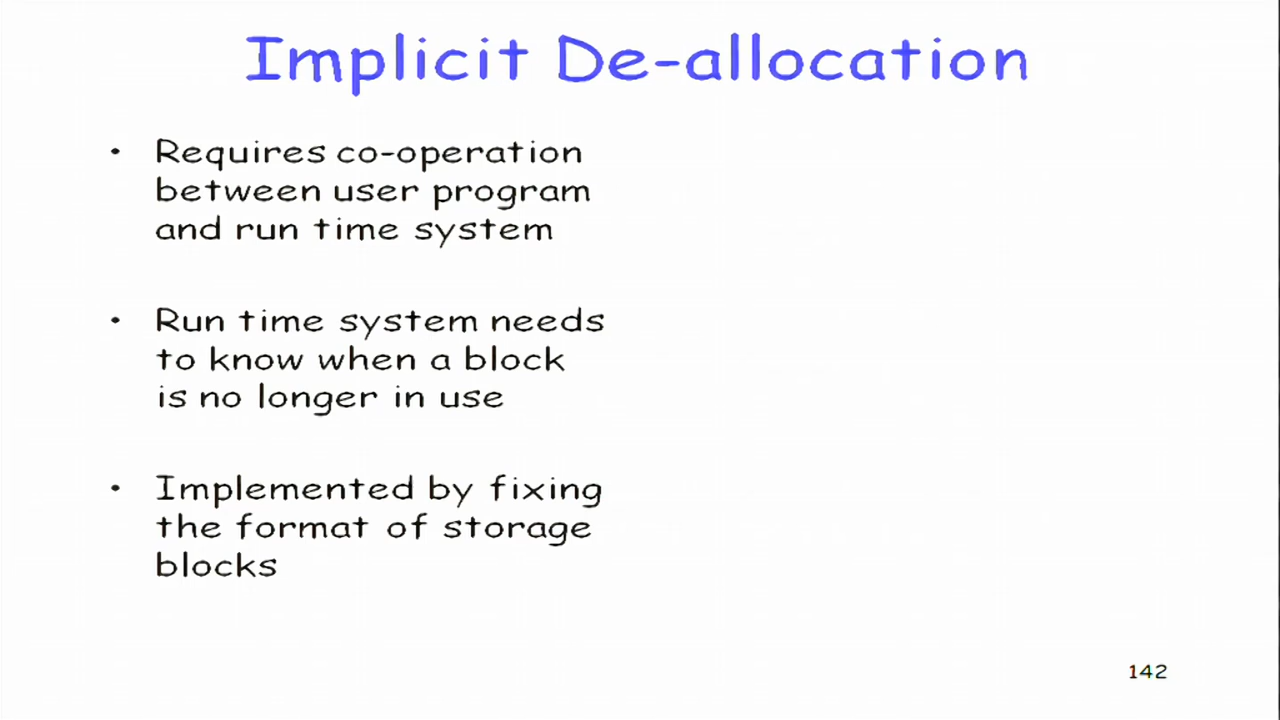 Implicit De-allocation
• Requires co-operation
between user program
and run time system
• Run time system needs
to know when a block
is no longer in use
• Implemented by fixing
the format of storage
blocks
142